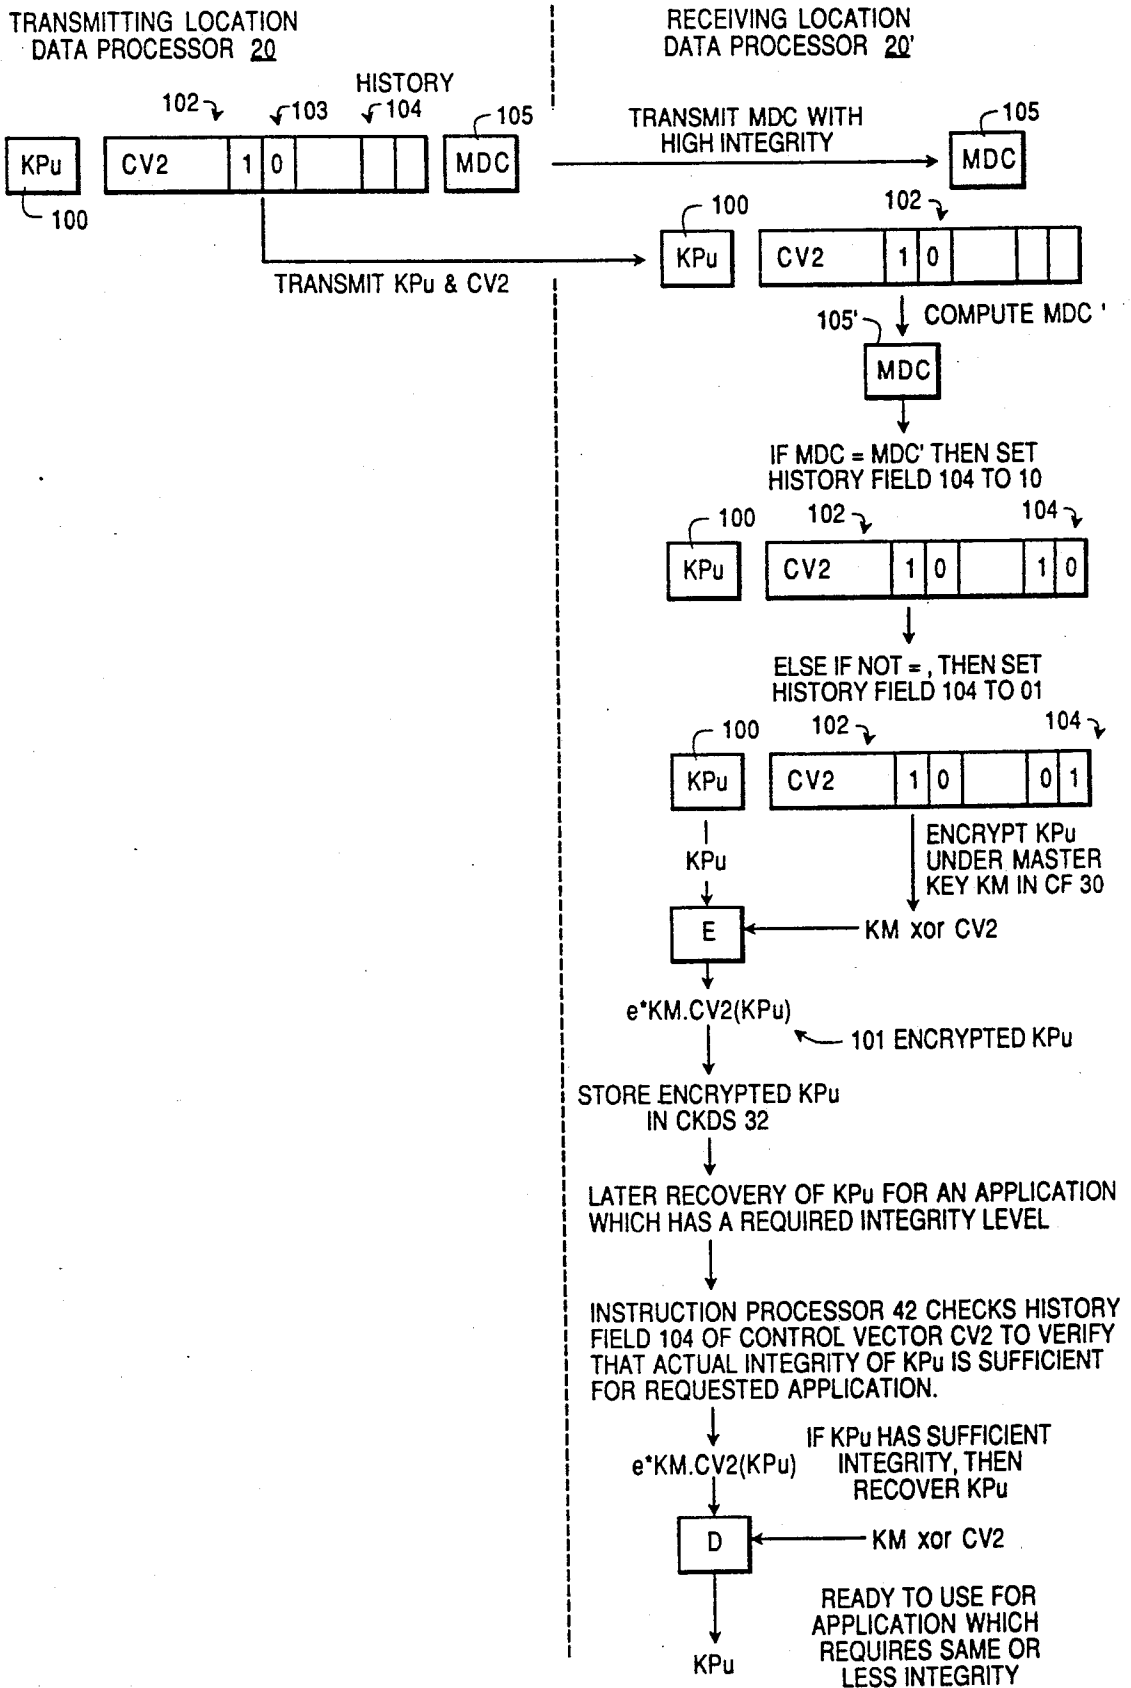 TRANSMITTING LOCATION
DATA PROCESSOR 20
RECEIVING LOCATION
DATA PROCESSOR 20'
HISTORY
102
103
104
105
KPu
CV2
1
0
MDC
100
TRANSMIT MDC WITH
HIGH INTEGRITY
105
MDC
TRANSMIT KPu & CV2
100
102
KPu
CV2
1
0
COMPUTE MDC '
105'
MDC
IF MDC = MDC' THEN SET
HISTORY FIELD 104 TO 10
100
102
104
KPu
CV2
1
0
1
0
ELSE IF NOT = , THEN SET
HISTORY FIELD 104 TO 01
100
102
104
KPu
CV2
1
0
0
1
KPu
ENCRYPT KPu
UNDER MASTER
KEY KM IN CF 30
E
KM xor CV2
e*KM.CV2(KPu)
101 ENCRYPTED KPu
STORE ENCRYPTED KPu
IN CKDS 32
LATER RECOVERY OF KPu FOR AN APPLICATION
WHICH HAS A REQUIRED INTEGRITY LEVEL
INSTRUCTION PROCESSOR 42 CHECKS HISTORY
FIELD 104 OF CONTROL VECTOR CV2 TO VERIFY
THAT ACTUAL INTEGRITY OF KPu IS SUFFICIENT
FOR REQUESTED APPLICATION.
e*KM.CV2(KPu)
IF KPu HAS SUFFICIENT
INTEGRITY, THEN
RECOVER KPu
D
KM xor CV2
KPu
READY TO USE FOR
APPLICATION WHICH
REQUIRES SAME OR
LESS INTEGRITY